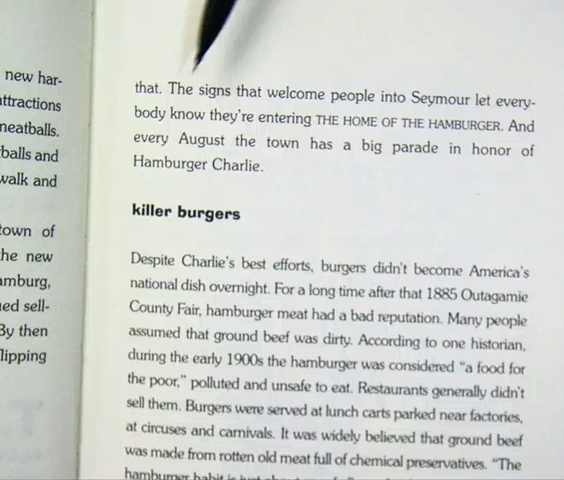 new har-
attractions
neatballs.
balls and
walk and
town of
he new
amburg,
ed sell-
By then
lipping
that. The signs that welcome people into Seymour let every-
body know they're entering THE HOME OF THE HAMBURGER. And
every August the town has a big parade in honor of
Hamburger Charlie.
killer burgers
Despite Charlie's best efforts, burgers didn't become America's
national dish overnight. For a long time after that 1885 Outagamie
County Fair, hamburger meat had a bad reputation. Many people
assumed that ground beef was dirty. According to one historian,
during the early 1900s the hamburger was considered "a food for
the poor," polluted and unsafe to eat. Restaurants generally didn't
sell them. Burgers were served at lunch carts parked near factories,
at circuses and carnivals. It was widely believed that ground beef
was made from rotten old meat full of chemical preservatives. "The
hamburger habit is just about